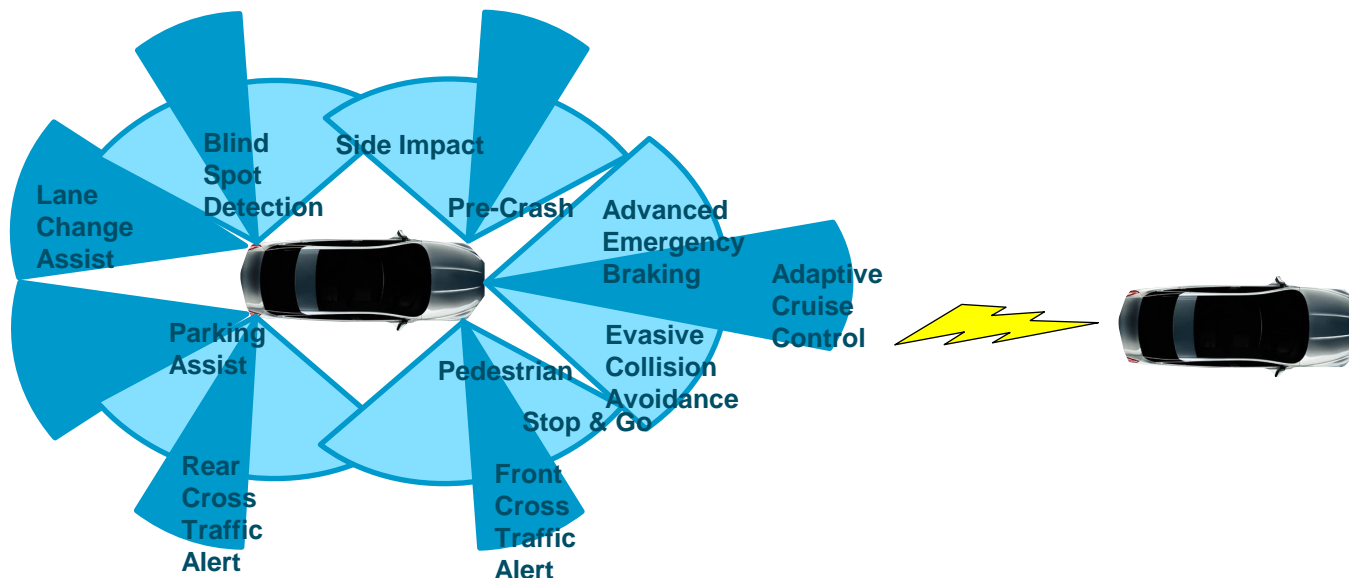 Blind
Spot
Detection
Side Impact
Lane
Change
Assist
Pre-Crash
Advanced
Emergency
Braking
Adaptive
Cruise
Control
Parking
Assist
Evasive
Collision
Avoidance
Pedestrian
Stop & Go
Rear
Cross
Traffic
Alert
Front
Cross
Traffic
Alert